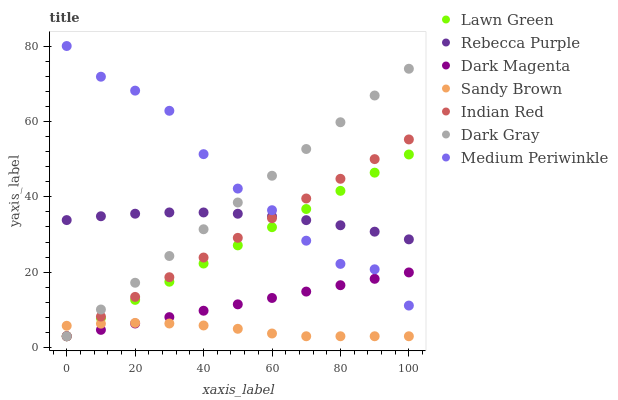 title
Lawn Green
Rebecca Purple
Dark Magenta
Sandy Brown
Indian Red
Dark Gray
Medium Periwinkle
yaxis_label
80
60
40
20
0
0 20 40 60 80 100
xaxis_label